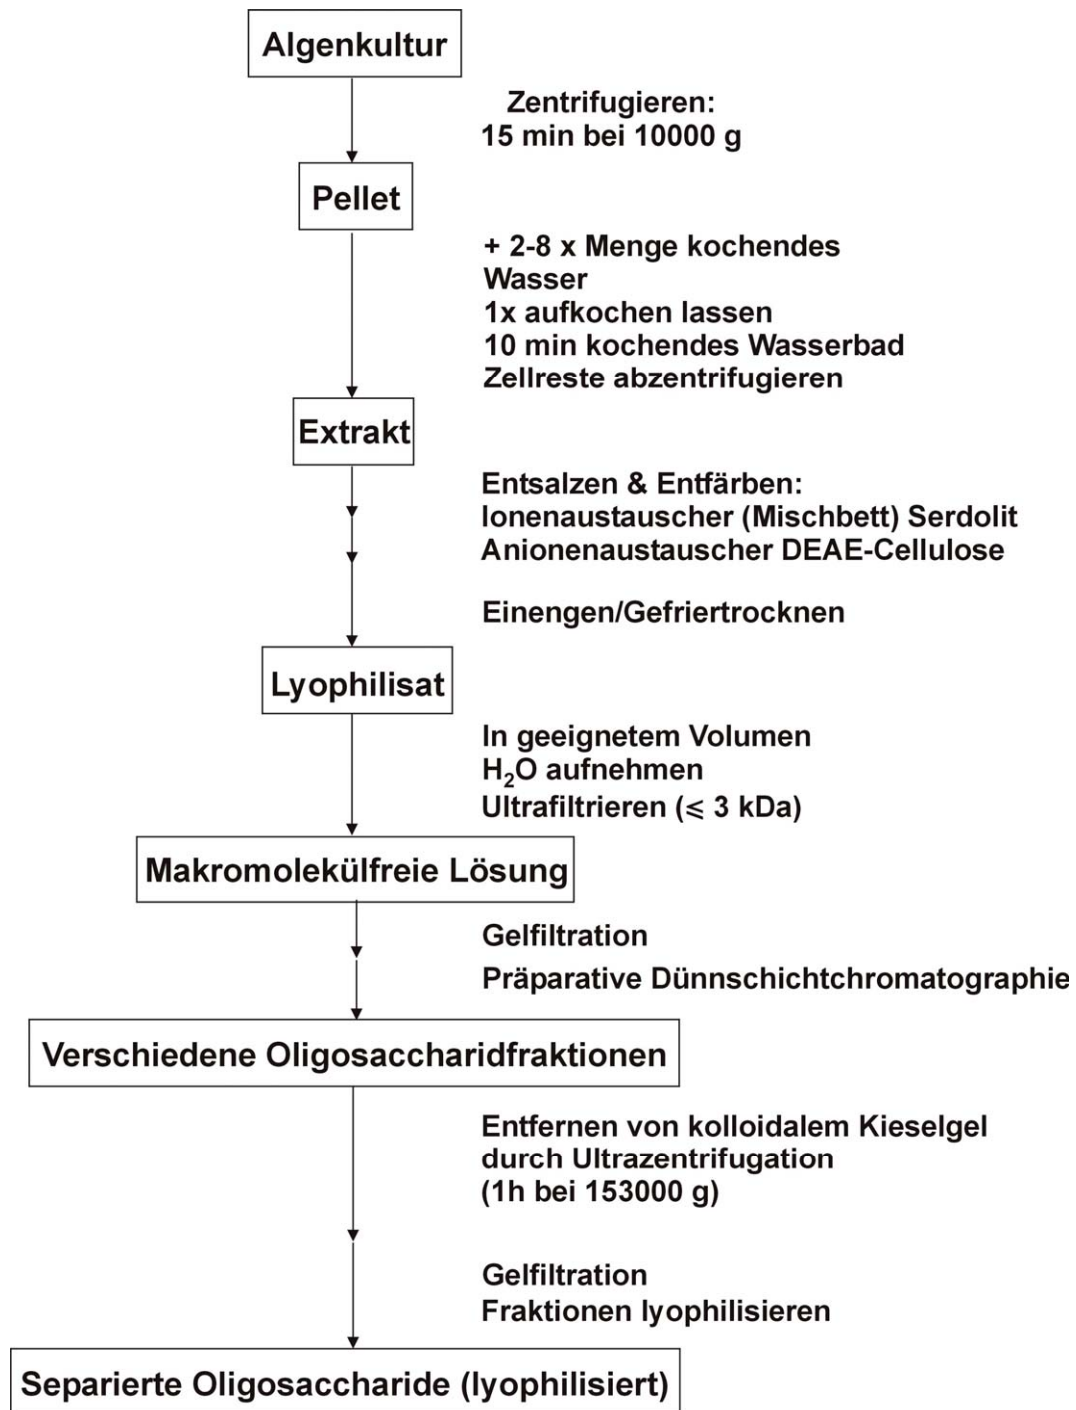 Algenkultur
Zentrifugieren:
15 min bei 10000 g
Pellet
+ 2-8 x Menge kochendes
Wasser
1x aufkochen lassen
10 min kochendes Wasserbad
Zellreste abzentrifugieren
Extrakt
Entsalzen & Entfärben:
Ionenaustauscher (Mischbett) Serdolit
Anionenaustauscher DEAE-Cellulose
Einengen/Gefriertrocknen
Lyophilisat
In geeignetem Volumen
H₂O aufnehmen
Ultrafiltrieren (⩽ 3 kDa)
Makromolekülfreie Lösung
Gelfiltration
Präparative Dünnschichtchromatographie
Verschiedene Oligosaccharidfraktionen
Entfernen von kolloidalem Kieselgel
durch Ultrazentrifugation
(1h bei 153000 g)
Gelfiltration
Fraktionen lyophilisieren
Separierte Oligosaccharide (lyophilisiert)